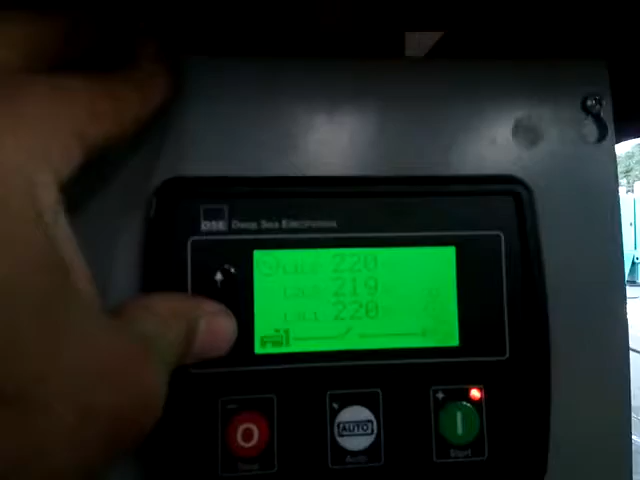 DSE Deep Sea Electronics
220
219
220
O
AUTO
I
Stop
Auto
Start